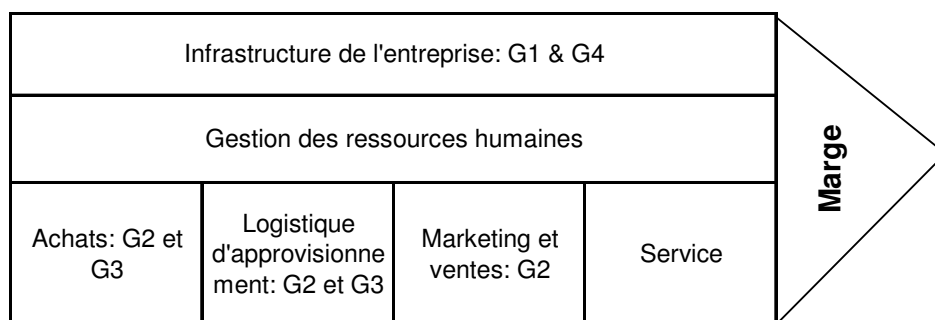 Infrastructure de l'entreprise: G1 & G4
Gestion des ressources humaines
Achats: G2 et
G3
Logistique
d'approvisionne
ment: G2 et G3
Marketing et
ventes: G2
Service
Marge